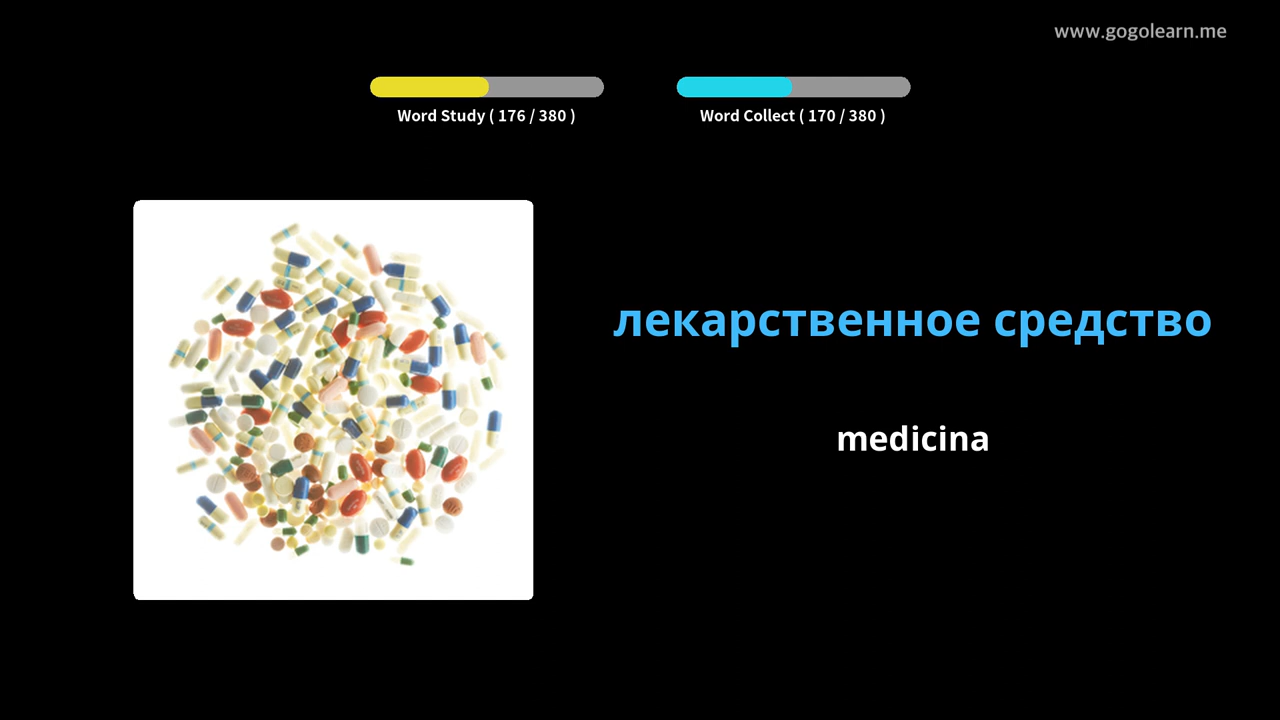 www.gogolearn.me
Word Study ( 176 / 380 )
Word Collect ( 170 / 380 )
лекарственное средство
medicina